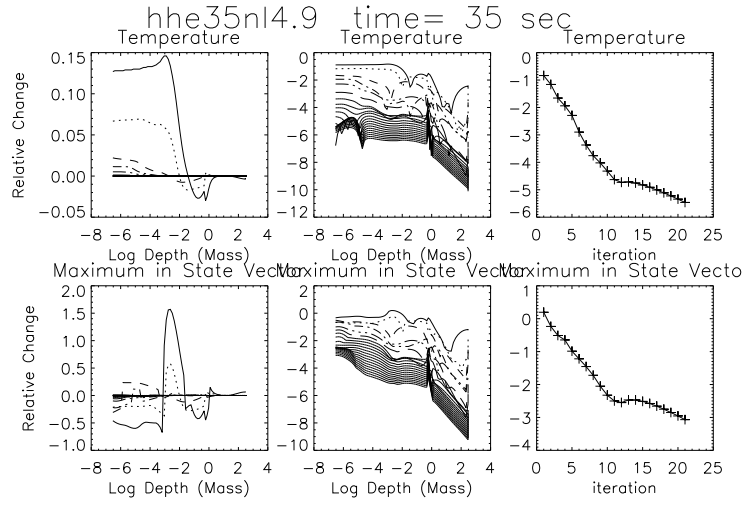 hhe35nl4.9 time= 35 sec
Temperature Temperature Temperature
Relative Change
0.15
0.10
0.05
0.00
-0.05
-8 -6 -4 -2 0 2 4
Log Depth (Mass)
0
-2
-4
-6
-8
-10
-12
-8 -6 -4 -2 0 2 4
Log Depth (Mass)
0
-1
-2
-3
-4
-5
-6
0 5 10 15 20 25
iteration
Maximum in State Vector Maximum in State Vector Maximum in State Vecto
Relative Change
2.0
1.5
1.0
0.5
0.0
-0.5
-1.0
-8 -6 -4 -2 0 2 4
Log Depth (Mass)
2
0
-2
-4
-6
-8
-10
-8 -6 -4 -2 0 2 4
Log Depth (Mass)
1
0
-1
-2
-3
-4
0 5 10 15 20 25
iteration